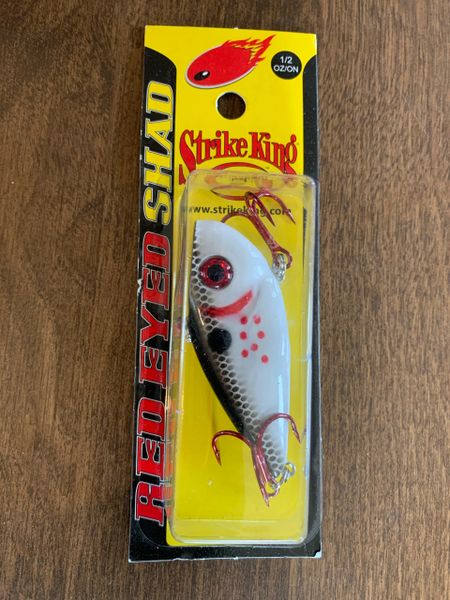 1/2
OZ/ON
Strike King
www.strikeking.com
RED EYED SHAD